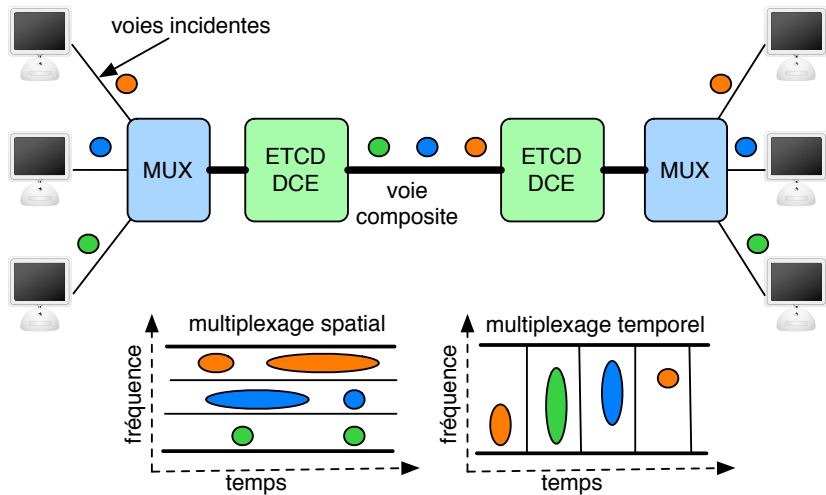 voies incidentes
MUX
ETCD
DCE
voie
composite
ETCD
DCE
MUX
multiplexage spatial
fréquence
temps
multiplexage temporel
fréquence
temps